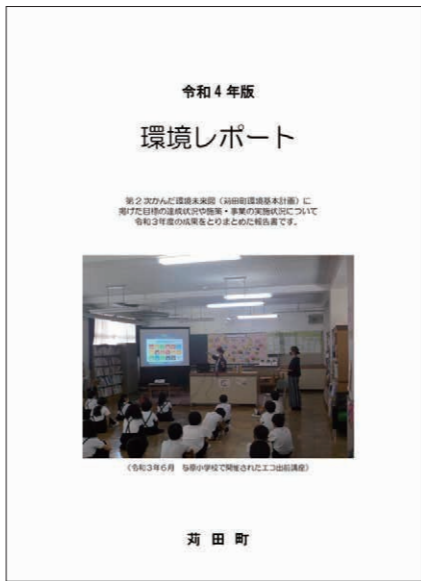 令和4年版
環境レポート
第2次かんだ環境未来図（苅田町環境基本計画）に
掲げた目標の達成状況や施策・事業の実施状況について
令和3年度の成果をとりまとめた報告書です。
（令和3年6月　与原小学校で開催されたエコ出前講座）
苅田町